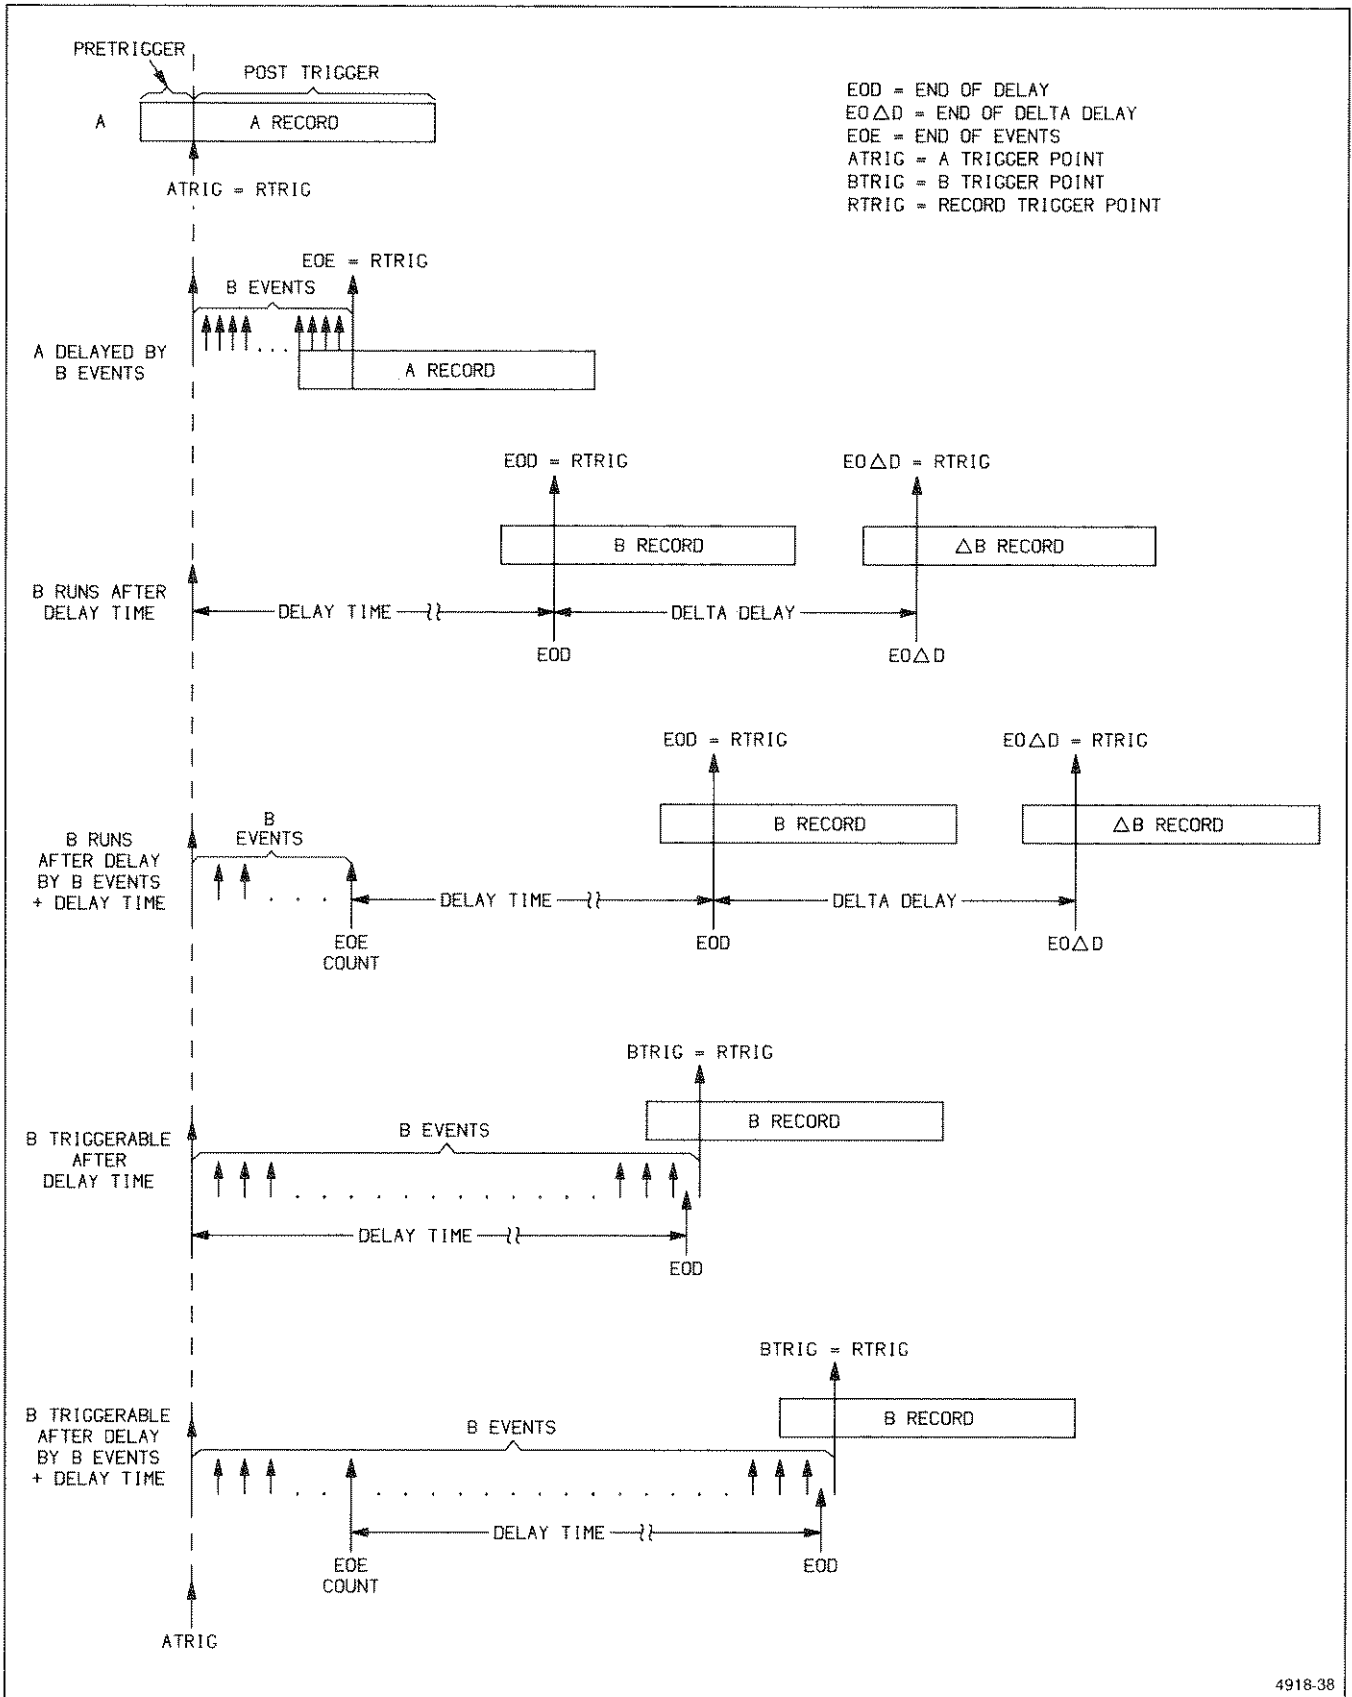 PRETRIGGER
POST TRIGGER
A
A RECORD
ATRIG = RTRIG
EOD = END OF DELAY
EO△D = END OF DELTA DELAY
EOE = END OF EVENTS
ATRIG = A TRIGGER POINT
BTRIG = B TRIGGER POINT
RTRIG = RECORD TRIGGER POINT
EOE = RTRIG
B EVENTS
A DELAYED BY
B EVENTS
A RECORD
EOD = RTRIG
EO△D = RTRIG
B RECORD
△B RECORD
B RUNS AFTER
DELAY TIME
DELAY TIME
DELTA DELAY
EOD
EO△D
EOD = RTRIG
EO△D = RTRIG
B
EVENTS
B RECORD
△B RECORD
B RUNS
AFTER DELAY
BY B EVENTS
+ DELAY TIME
DELAY TIME
DELTA DELAY
EOE
COUNT
EOD
EO△D
BTRIG = RTRIG
B EVENTS
B RECORD
B TRIGGERABLE
AFTER
DELAY TIME
DELAY TIME
EOD
BTRIG = RTRIG
B EVENTS
B RECORD
B TRIGGERABLE
AFTER DELAY
BY B EVENTS
+ DELAY TIME
DELAY TIME
EOE
COUNT
EOD
ATRIG
4918-38